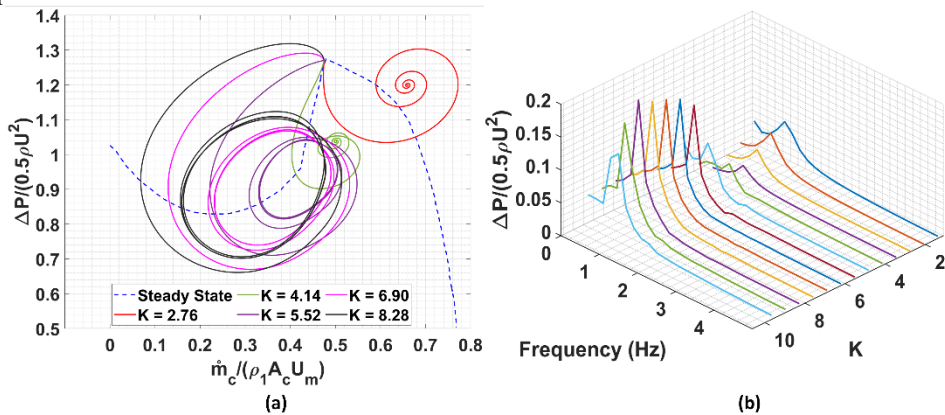 1.4
1.3
1.2
1.1
1
0.9
0.8
0.7
0.6
0.5
ΔP/(0.5ρU²)
Steady State K = 4.14 K = 6.90
K = 2.76 K = 5.52 K = 8.28
0 0.1 0.2 0.3 0.4 0.5 0.6 0.7 0.8
ṁc/(ρ1AcUm)
(a)
0.2
0.15
0.1
0.05
0
ΔP/(0.5ρU²)
0 1 2 3 4
Frequency (Hz)
10 8 6 4 2
K
(b)